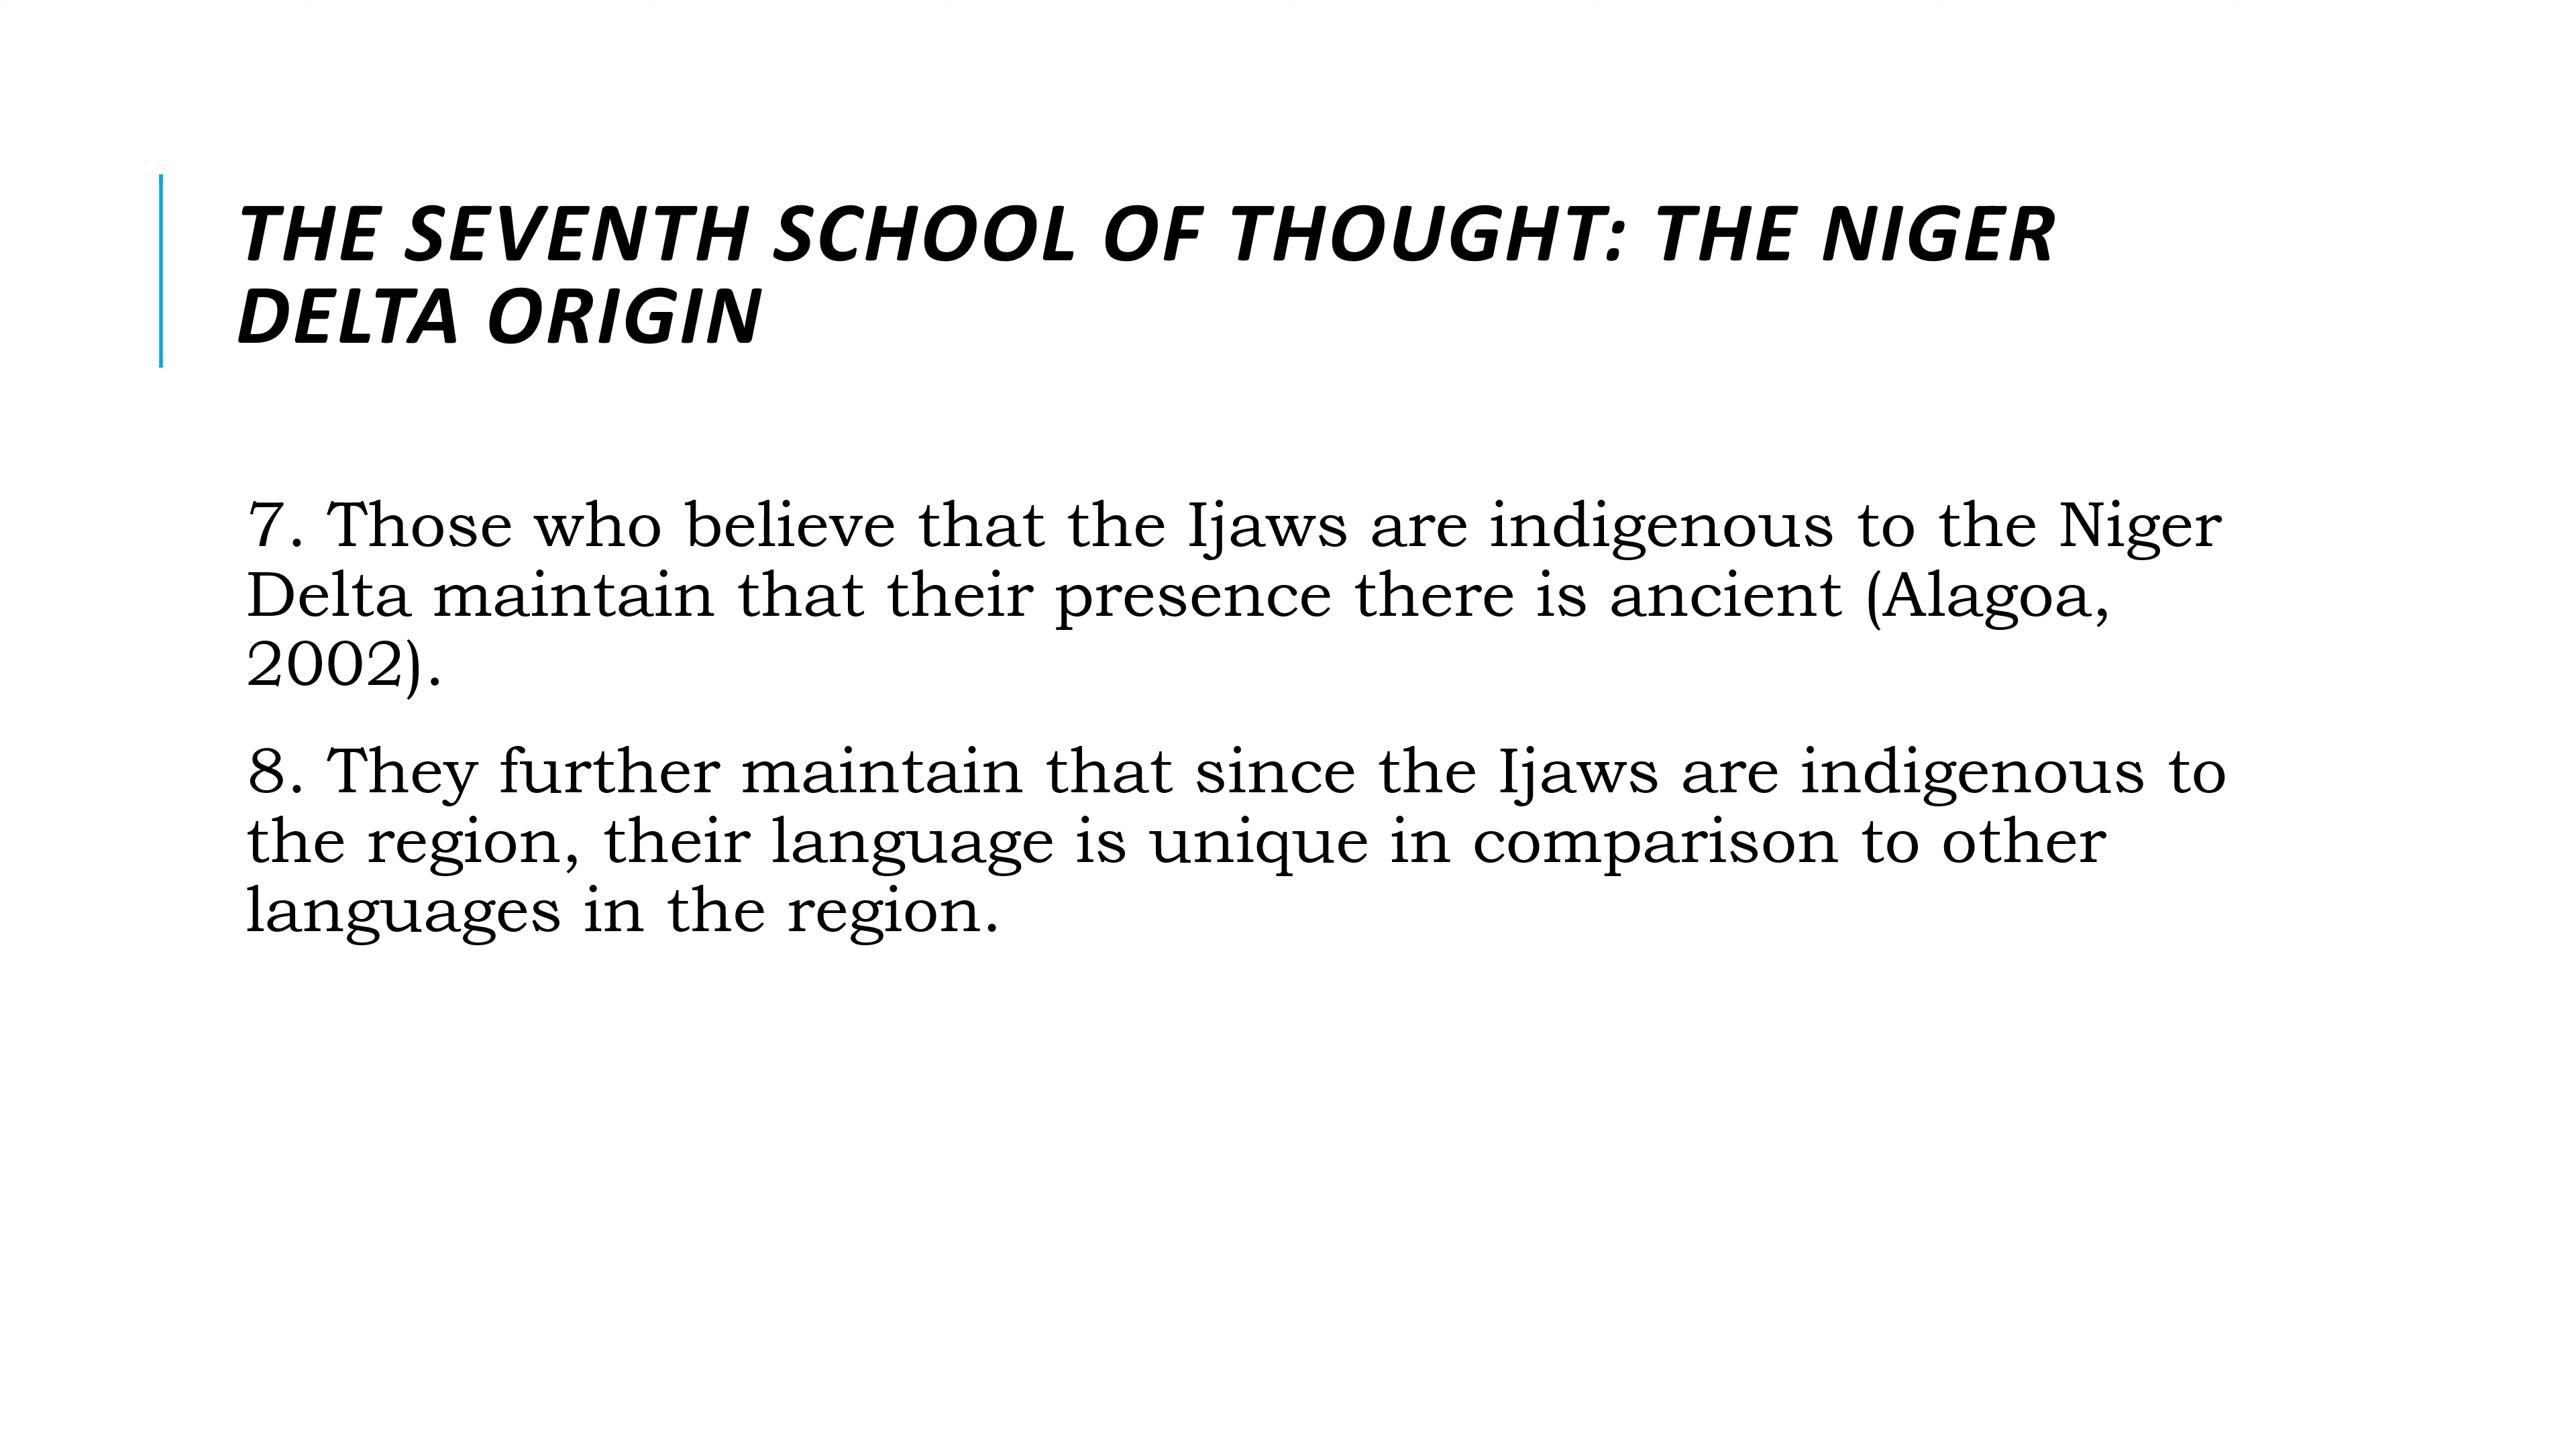 THE SEVENTH SCHOOL OF THOUGHT: THE NIGER
DELTA ORIGIN
7. Those who believe that the Ijaws are indigenous to the Niger
Delta maintain that their presence there is ancient (Alagoa,
2002).
8. They further maintain that since the Ijaws are indigenous to
the region, their language is unique in comparison to other
languages in the region.